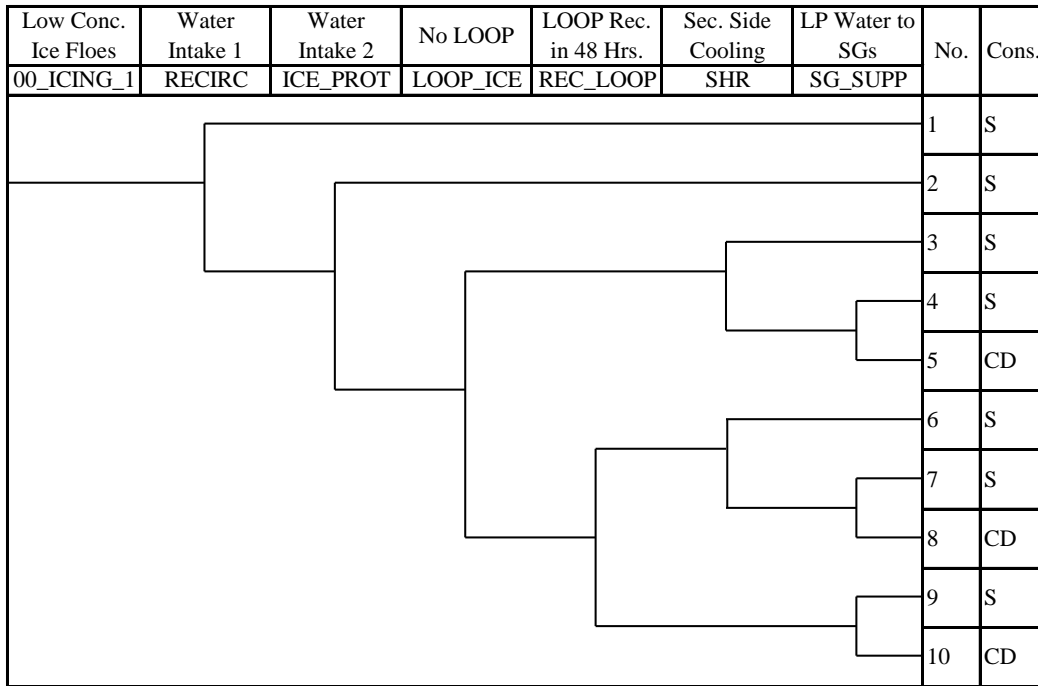 Low Conc.
Ice Floes
Water
Intake 1
Water
Intake 2
No LOOP
LOOP Rec.
in 48 Hrs.
Sec. Side
Cooling
LP Water to
SGs
No.
Cons.
00_ICING_1
RECIRC
ICE_PROT
LOOP_ICE
REC_LOOP
SHR
SG_SUPP
1 S
2 S
3 S
4 S
5 CD
6 S
7 S
8 CD
9 S
10 CD